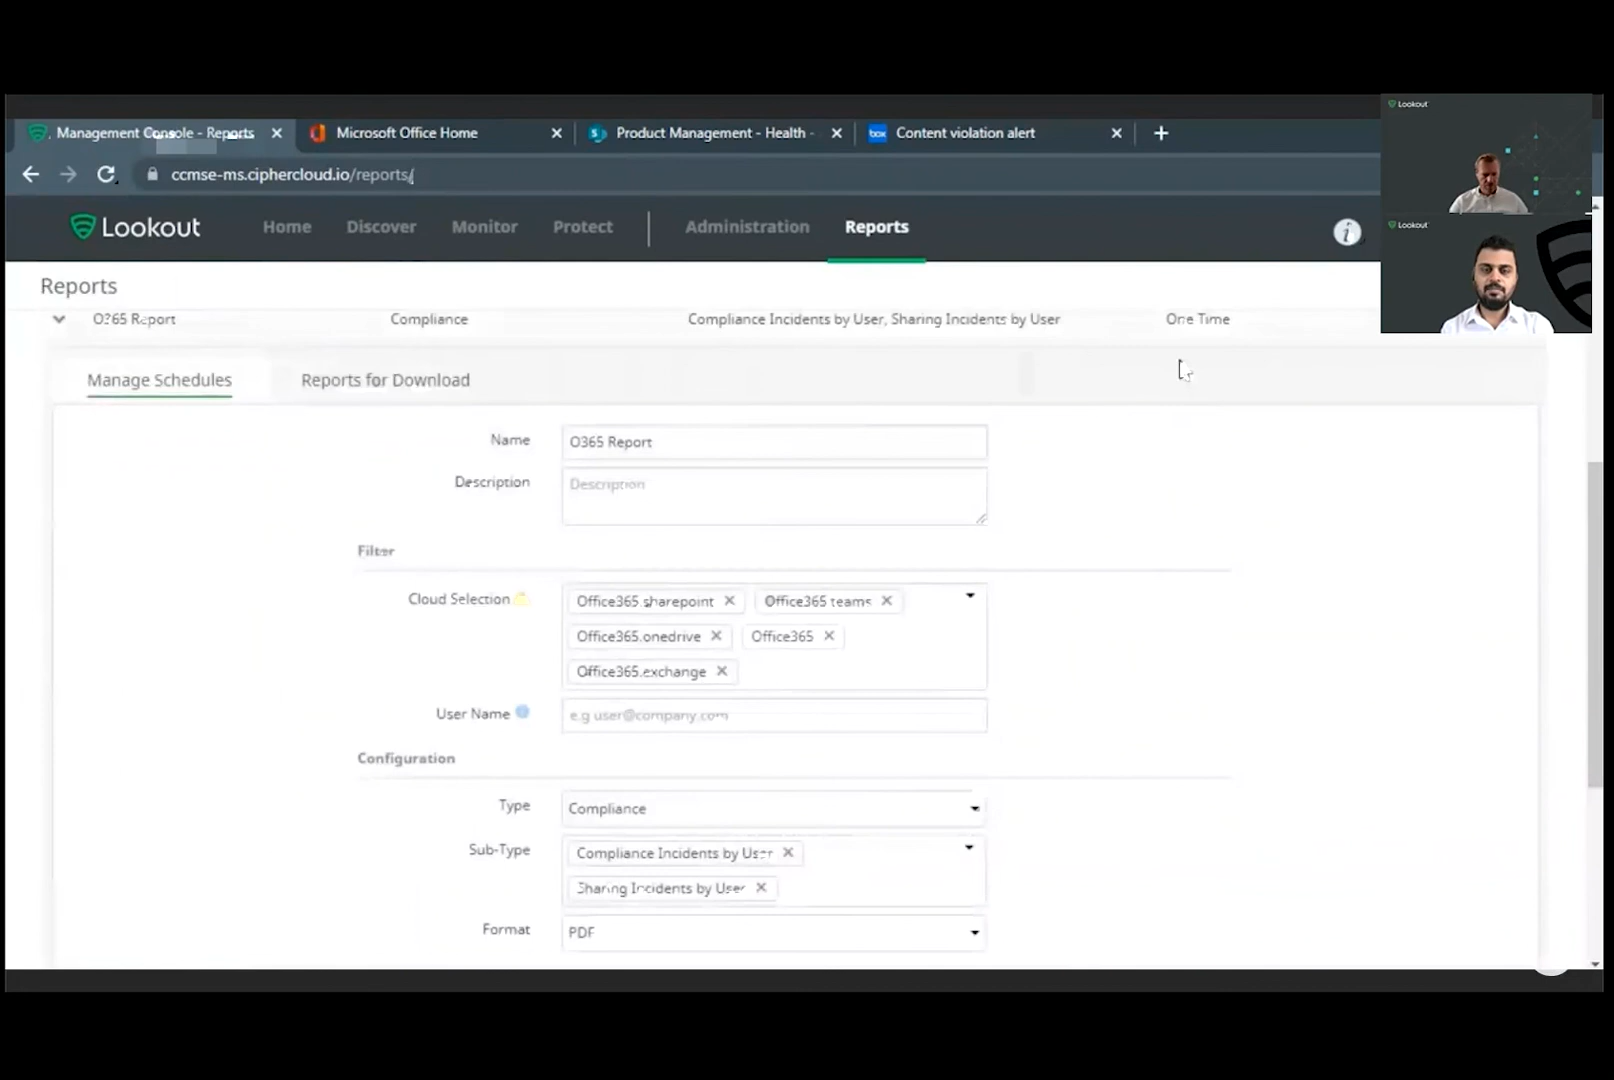 Management Console - Reports
Microsoft Office Home
Product Management - Health -
box Content violation alert
ccmse-ms.ciphercloud.io/reports/
Lookout
Home
Discover
Monitor
Protect
Administration
Reports
Lookout
Lookout
Reports
O365 Report
Compliance
Compliance Incidents by User, Sharing Incidents by User
One Time
Manage Schedules
Reports for Download
Name
O365 Report
Description
Description
Filter
Cloud Selection
Office365.sharepoint
Office365 teams
Office365.onedrive
Office365
Office365.exchange
User Name
e.g user@company.com
Configuration
Type
Compliance
Sub-Type
Compliance Incidents by User
Sharing Incidents by User
Format
PDF